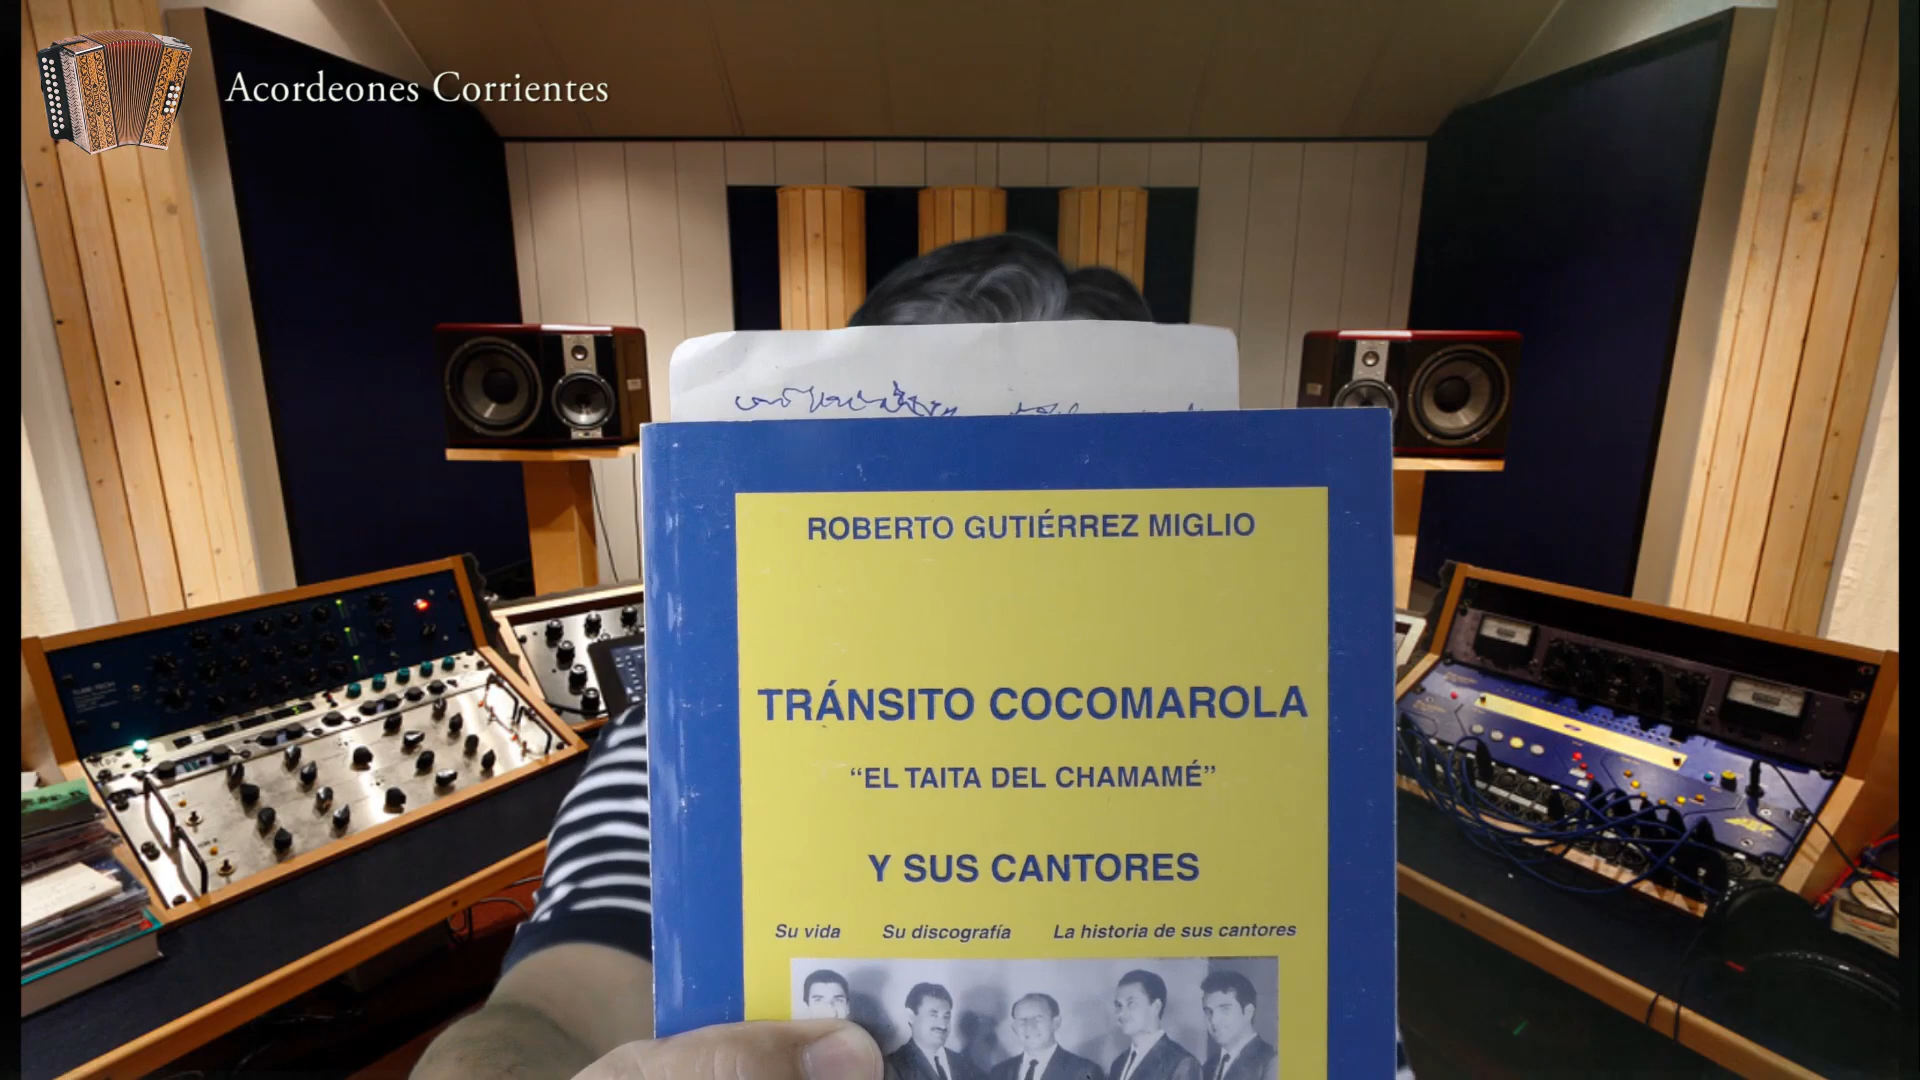 Acordeones Corrientes
ROBERTO GUTIÉRREZ MIGLIO
TRÁNSITO COCOMAROLA
“EL TAITA DEL CHAMAMÉ”
Y SUS CANTORES
Su vida Su discografía La historia de sus cantores